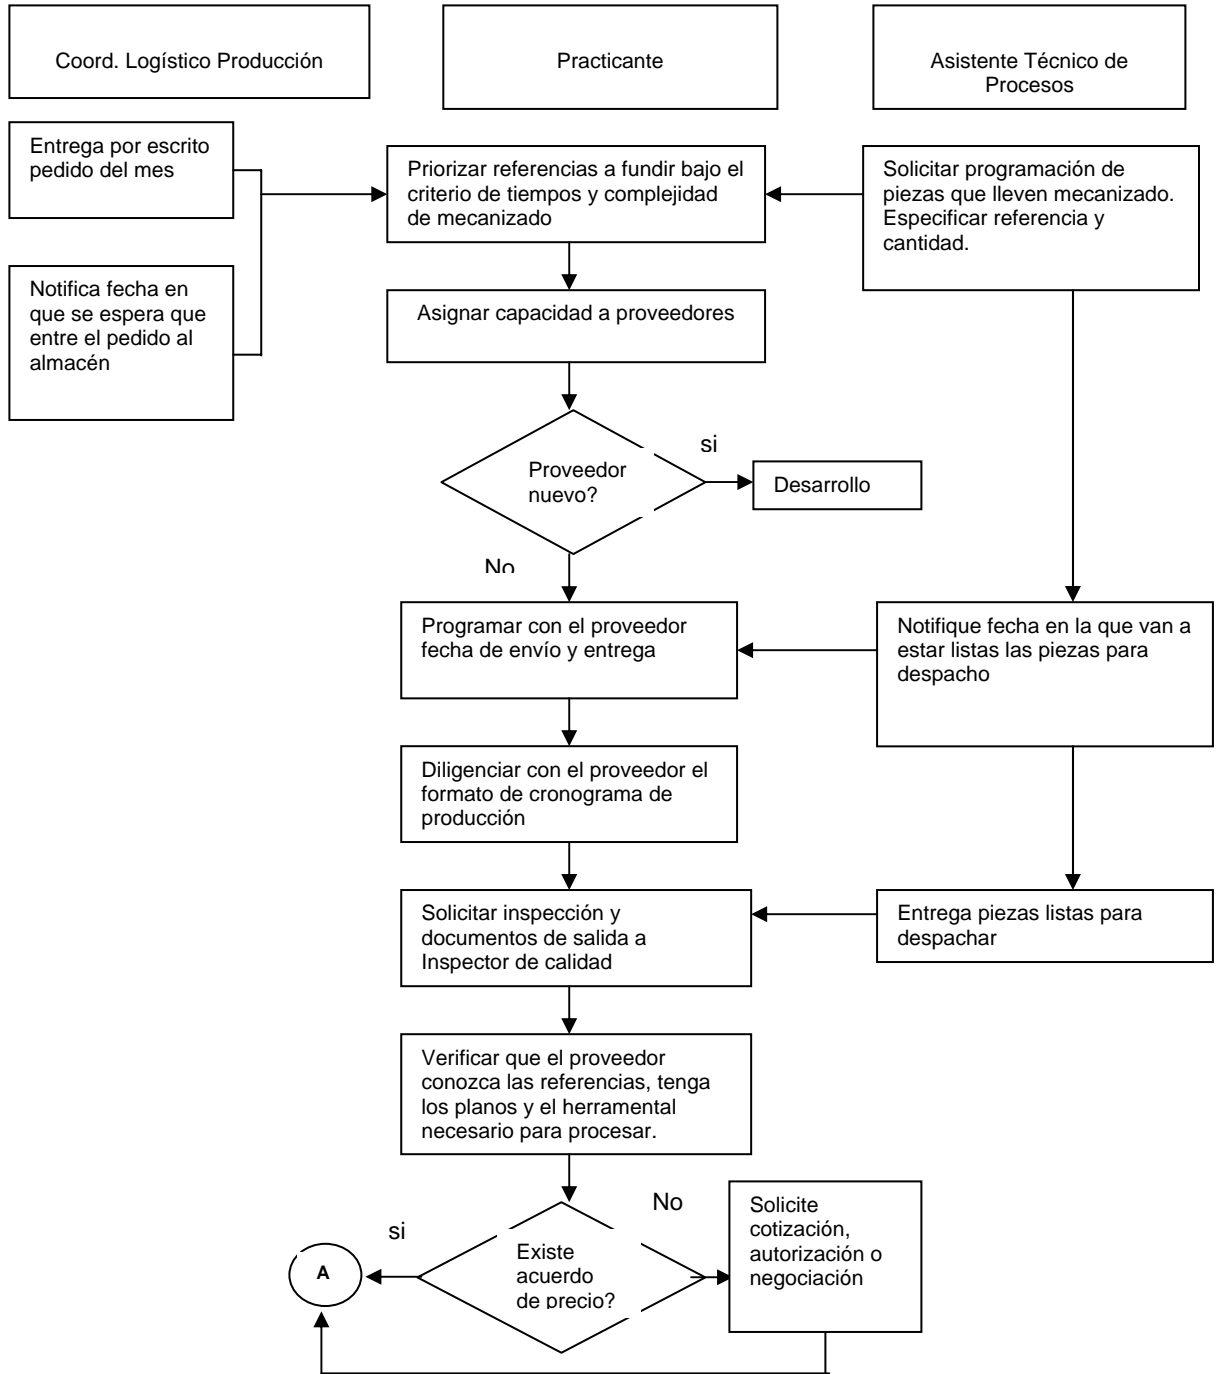 Coord. Logístico Producción
Practicante
Asistente Técnico de
Procesos
Entrega por escrito
pedido del mes
Priorizar referencias a fundir bajo el
criterio de tiempos y complejidad
de mecanizado
Solicitar programación de
piezas que lleven mecanizado.
Especificar referencia y
cantidad.
Notifica fecha en
que se espera que
entre el pedido al
almacén
Asignar capacidad a proveedores
si
Proveedor
nuevo?
Desarrollo
No
Programar con el proveedor
fecha de envío y entrega
Notifique fecha en la que van a
estar listas las piezas para
despacho
Diligenciar con el proveedor el
formato de cronograma de
producción
Solicitar inspección y
documentos de salida a
Inspector de calidad
Entrega piezas listas para
despachar
Verificar que el proveedor
conozca las referencias, tenga
los planos y el herramental
necesario para procesar.
No
si
Existe
acuerdo
de precio?
Solicite
cotización,
autorización o
negociación
A